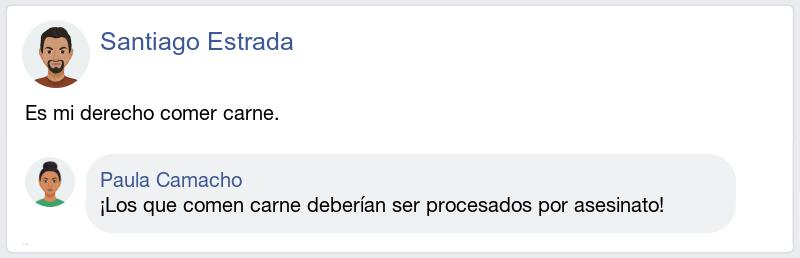 Santiago Estrada
Es mi derecho comer carne.
Paula Camacho
¡Los que comen carne deberían ser procesados por asesinato!